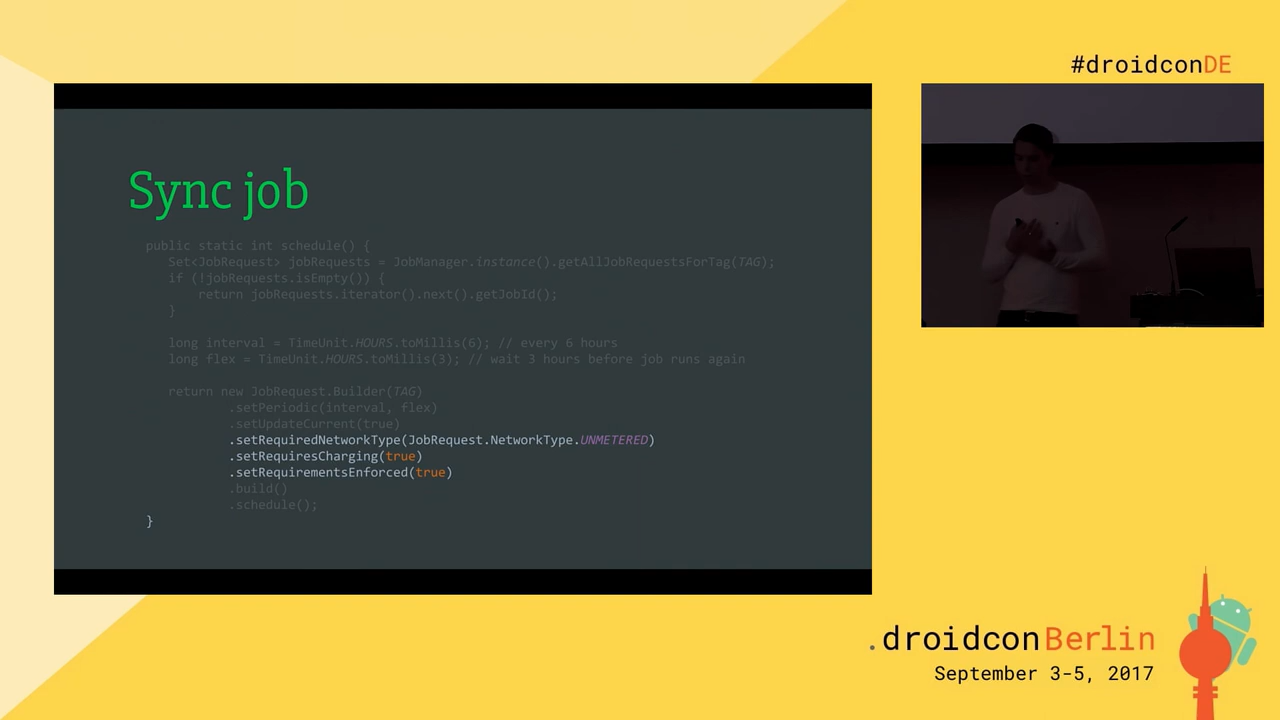 #droidconDE
Sync job
public static int schedule() {
Set<JobRequest> jobRequests = JobManager.instance().getAllJobRequestsForTag(TAG);
if (!jobRequests.isEmpty()) {
return jobRequests.iterator().next().getJobId();
}
long interval = TimeUnit.HOURS.toMillis(6); // every 6 hours
long flex = TimeUnit.HOURS.toMillis(3); // wait 3 hours before job runs again
return new JobRequest.Builder(TAG)
.setPeriodic(interval, flex)
.setUpdateCurrent(true)
.setRequiredNetworkType(JobRequest.NetworkType.UNMETERED)
.setRequiresCharging(true)
.setRequirementsEnforced(true)
.build()
.schedule();
}
.droidconBerlin
September 3-5, 2017